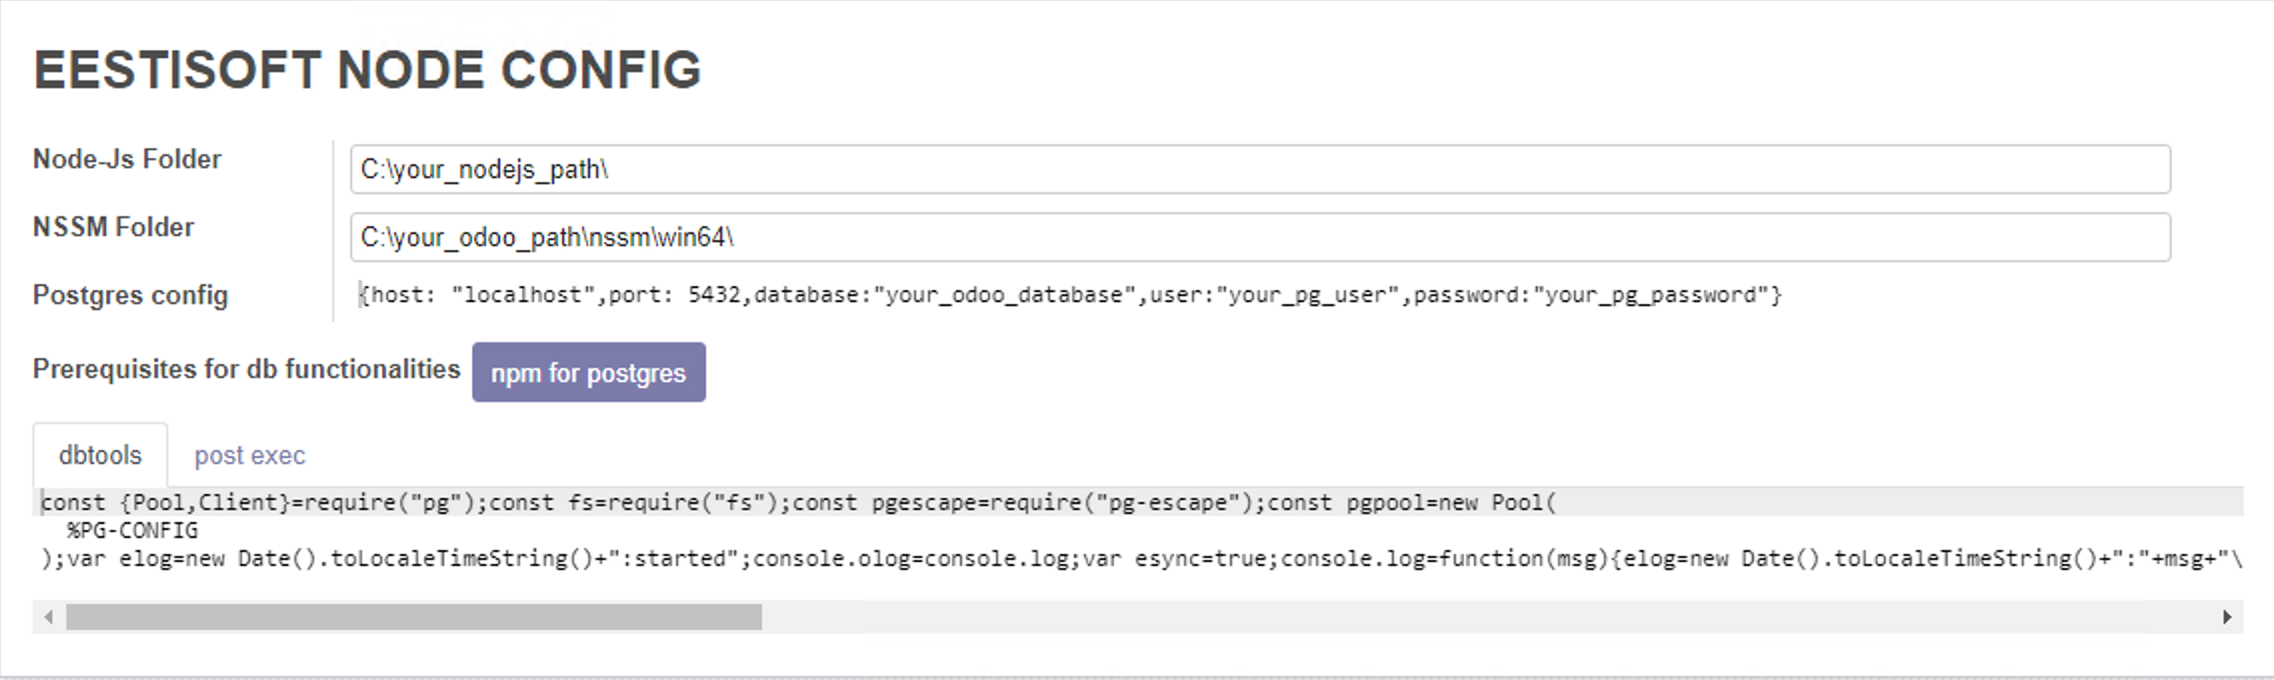 EESTISOFT NODE CONFIG
Node-Js Folder
C:\your_nodejs_path\
NSSM Folder
C:\your_odoo_path\nssm\win64\
Postgres config
{host: "localhost",port: 5432,database:"your_odoo_database",user:"your_pg_user",password:"your_pg_password"}
Prerequisites for db functionalities npm for postgres
dbtools post exec
const {Pool,Client}=require("pg");const fs=require("fs");const pgescape=require("pg-escape");const pgpool=new Pool(
%PG-CONFIG
);var elog=new Date().toLocaleTimeString()+":started";console.olog=console.log;var esync=true;console.log=function(msg){elog=new Date().toLocaleTimeString()+":"+msg+"\